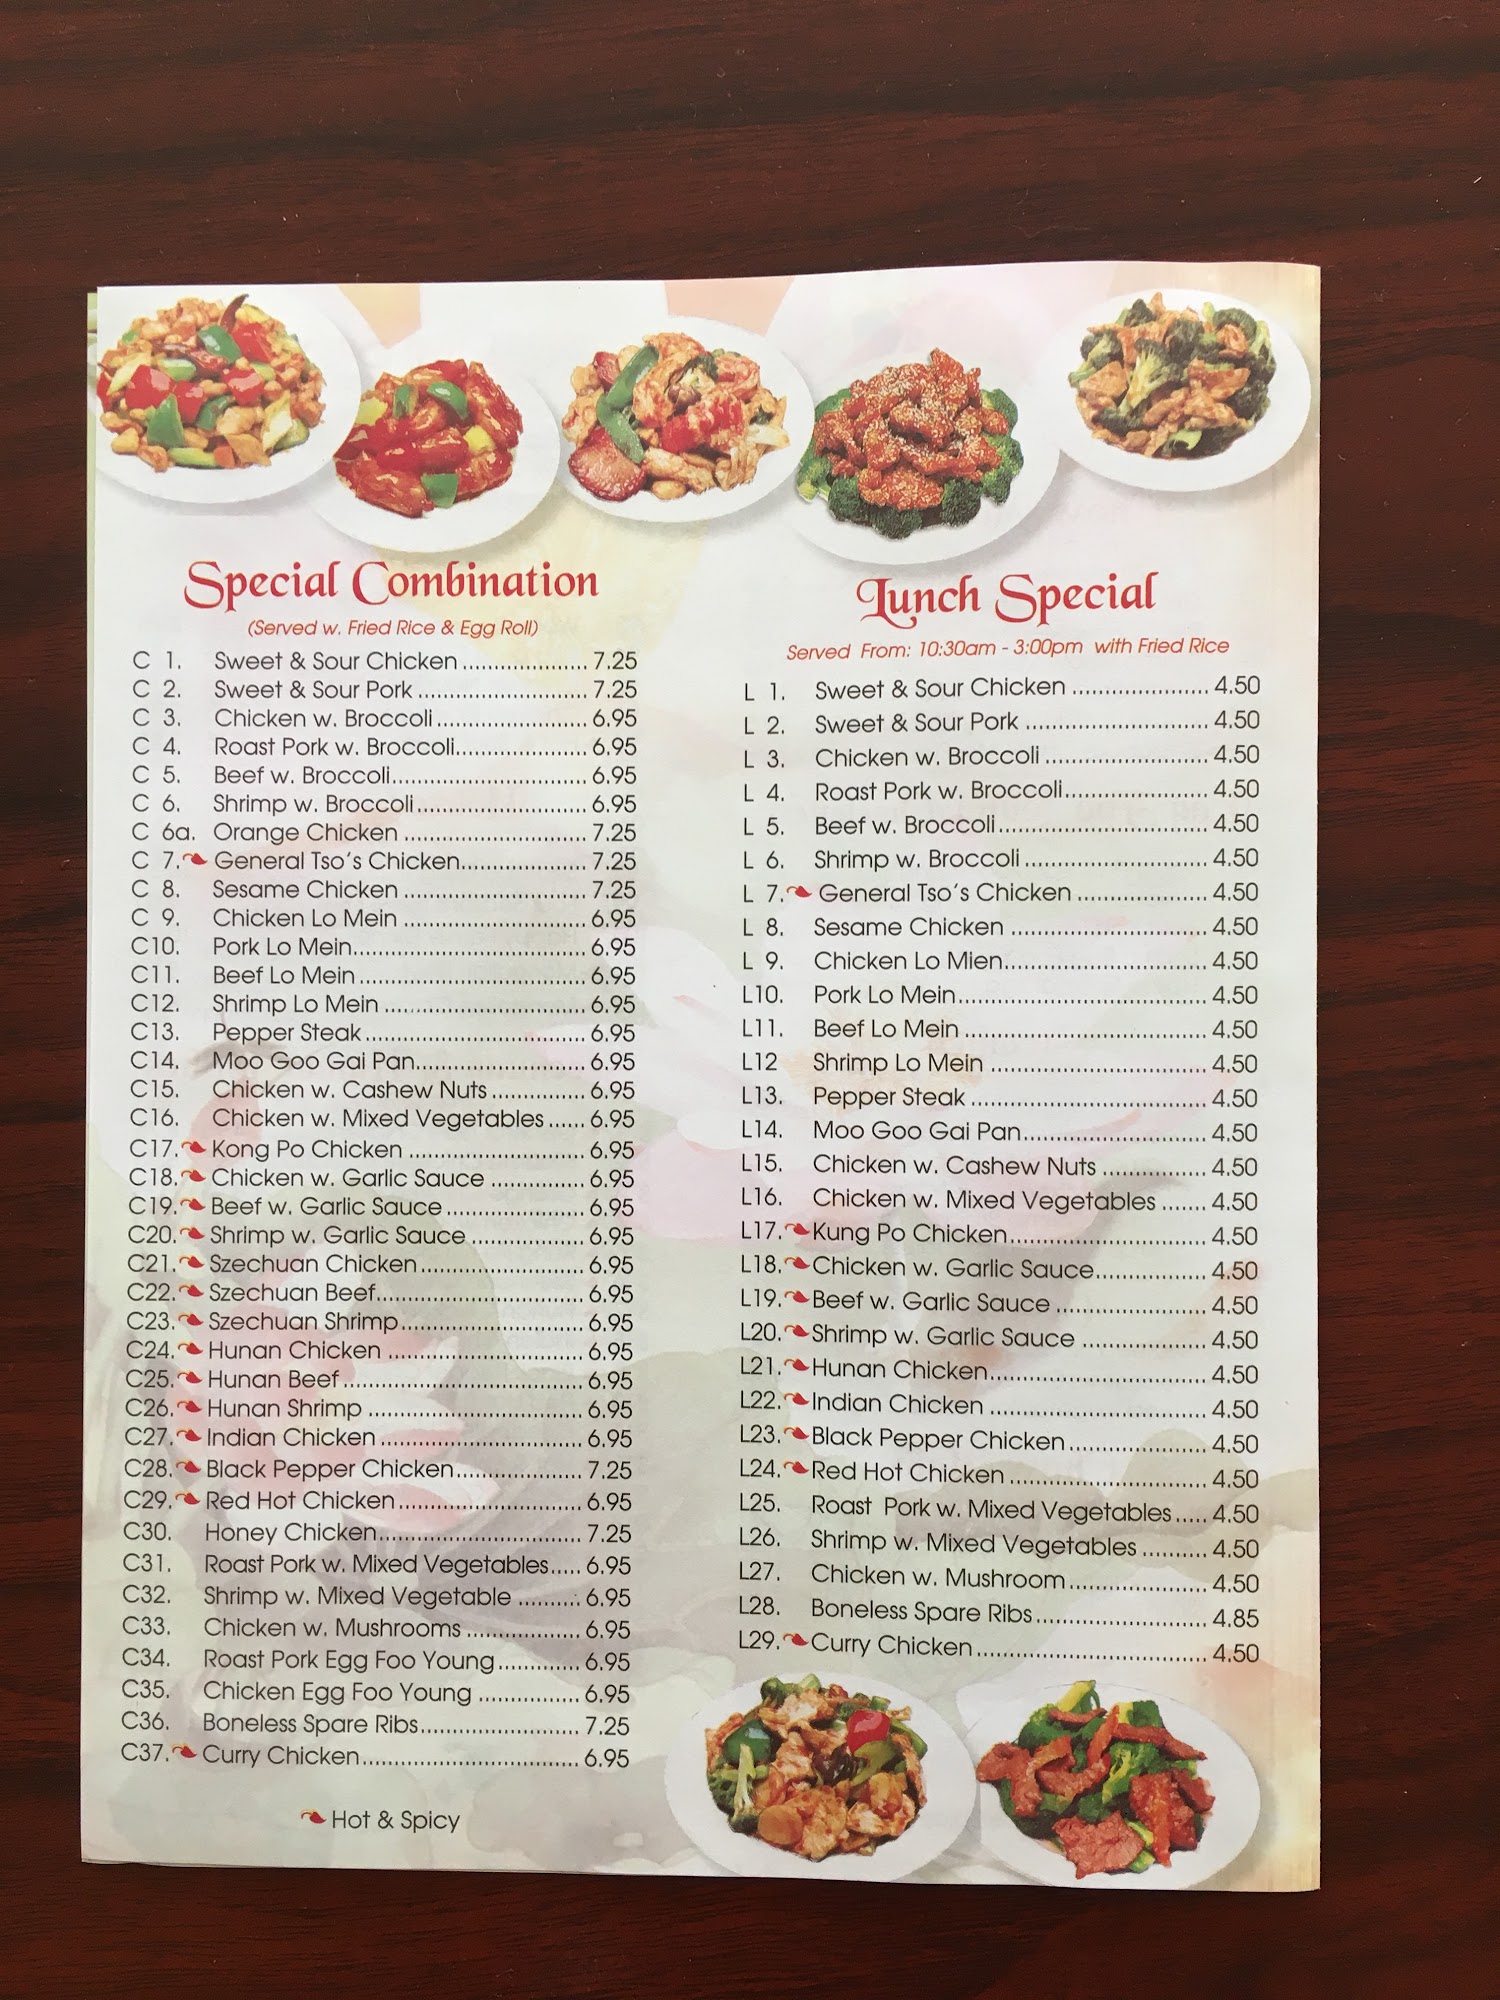 Special Combination
(Served w. Fried Rice & Egg Roll)
C 1. Sweet & Sour Chicken ..................... 7.25
C 2. Sweet & Sour Pork ............................ 7.25
C 3. Chicken w. Broccoli ......................... 6.95
C 4. Roast Pork w. Broccoli...................... 6.95
C 5. Beef w. Broccoli................................ 6.95
C 6. Shrimp w. Broccoli ............................ 6.95
C 6a. Orange Chicken .............................. 7.25
C 7. General Tso's Chicken..................... 7.25
C 8. Sesame Chicken .............................. 7.25
C 9. Chicken Lo Mein .............................. 6.95
C10. Pork Lo Mein...................................... 6.95
C11. Beef Lo Mein ..................................... 6.95
C12. Shrimp Lo Mein ................................. 6.95
C13. Pepper Steak .................................... 6.95
C14. Moo Goo Gai Pan............................ 6.95
C15. Chicken w. Cashew Nuts ............... 6.95
C16. Chicken w. Mixed Vegetables ...... 6.95
C17. Kong Po Chicken ............................. 6.95
C18. Chicken w. Garlic Sauce ............... 6.95
C19. Beef w. Garlic Sauce ...................... 6.95
C20. Shrimp w. Garlic Sauce .................. 6.95
C21. Szechuan Chicken .......................... 6.95
C22. Szechuan Beef.................................. 6.95
C23. Szechuan Shrimp.............................. 6.95
C24. Hunan Chicken ................................ 6.95
C25. Hunan Beef ....................................... 6.95
C26. Hunan Shrimp ................................... 6.95
C27. Indian Chicken ................................. 6.95
C28. Black Pepper Chicken.................... 7.25
C29. Red Hot Chicken .............................. 6.95
C30. Honey Chicken................................. 7.25
C31. Roast Pork w. Mixed Vegetables..... 6.95
C32. Shrimp w. Mixed Vegetable .......... 6.95
C33. Chicken w. Mushrooms .................. 6.95
C34. Roast Pork Egg Foo Young............. 6.95
C35. Chicken Egg Foo Young ................ 6.95
C36. Boneless Spare Ribs.......................... 7.25
C37. Curry Chicken................................... 6.95
Hot & Spicy
Lunch Special
Served From: 10:30am - 3:00pm with Fried Rice
L 1. Sweet & Sour Chicken ..................... 4.50
L 2. Sweet & Sour Pork ............................ 4.50
L 3. Chicken w. Broccoli ......................... 4.50
L 4. Roast Pork w. Broccoli...................... 4.50
L 5. Beef w. Broccoli................................ 4.50
L 6. Shrimp w. Broccoli ............................ 4.50
L 7. General Tso's Chicken .................... 4.50
L 8. Sesame Chicken .............................. 4.50
L 9. Chicken Lo Mien............................... 4.50
L10. Pork Lo Mein...................................... 4.50
L11. Beef Lo Mein ..................................... 4.50
L12 Shrimp Lo Mein ................................. 4.50
L13. Pepper Steak .................................... 4.50
L14. Moo Goo Gai Pan............................ 4.50
L15. Chicken w. Cashew Nuts ................ 4.50
L16. Chicken w. Mixed Vegetables ....... 4.50
L17. Kung Po Chicken............................... 4.50
L18. Chicken w. Garlic Sauce................. 4.50
L19. Beef w. Garlic Sauce ....................... 4.50
L20. Shrimp w. Garlic Sauce ................... 4.50
L21. Hunan Chicken................................. 4.50
L22. Indian Chicken ................................. 4.50
L23. Black Pepper Chicken..................... 4.50
L24. Red Hot Chicken .............................. 4.50
L25. Roast Pork w. Mixed Vegetables..... 4.50
L26. Shrimp w. Mixed Vegetables .......... 4.50
L27. Chicken w. Mushroom..................... 4.50
L28. Boneless Spare Ribs.......................... 4.85
L29. Curry Chicken................................... 4.50